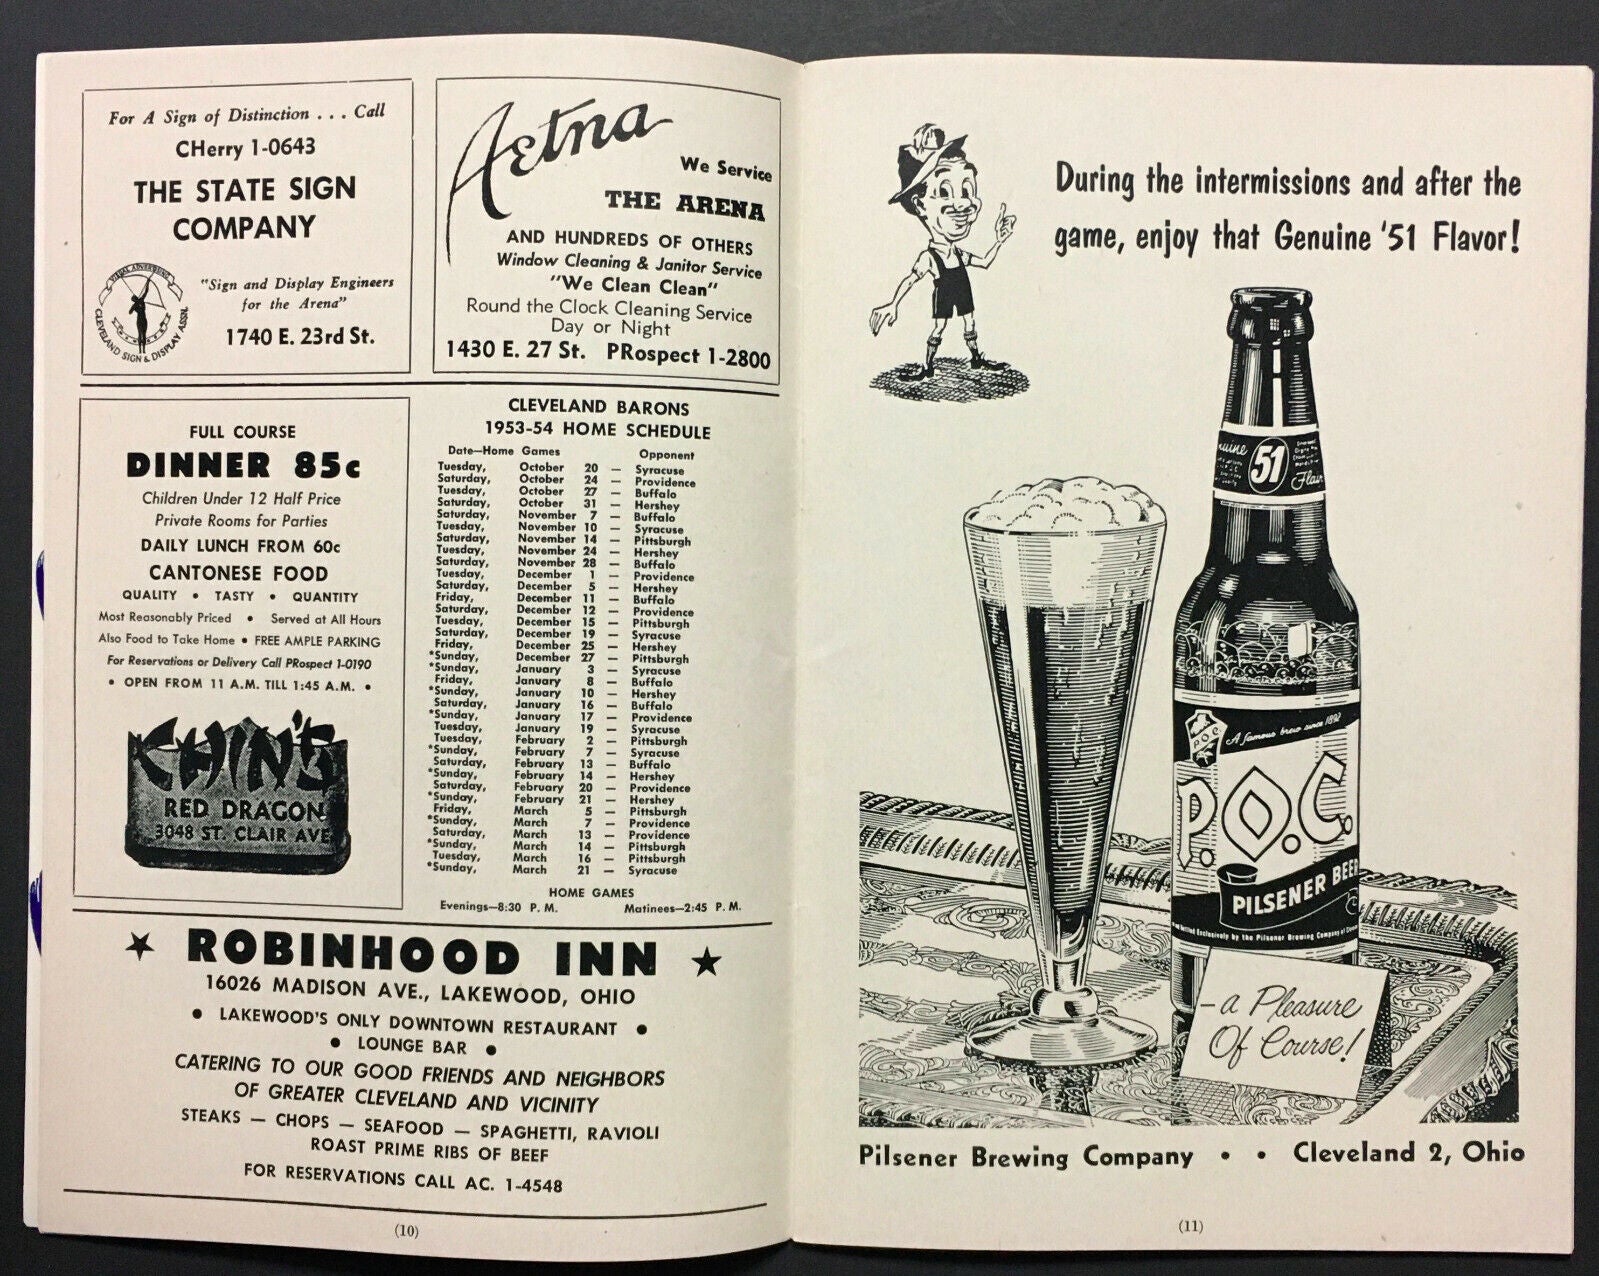 For A Sign of Distinction . . . Call
CHerry 1-0643
THE STATE SIGN
COMPANY
VISUAL ADVERTISING
CLEVELAND SIGN & DISPLAY ASSN.
"Sign and Display Engineers
for the Arena"
1740 E. 23rd St.
Aetna
We Service
THE ARENA
AND HUNDREDS OF OTHERS
Window Cleaning & Janitor Service
"We Clean Clean"
Round the Clock Cleaning Service
Day or Night
1430 E. 27 St. PRospect 1-2800
FULL COURSE
DINNER 85c
Children Under 12 Half Price
Private Rooms for Parties
DAILY LUNCH FROM 60c
CANTONESE FOOD
QUALITY • TASTY • QUANTITY
Most Reasonably Priced • Served at All Hours
Also Food to Take Home • FREE AMPLE PARKING
For Reservations or Delivery Call PRospect 1-0190
• OPEN FROM 11 A.M. TILL 1:45 A.M. •
CHIN'S
RED DRAGON
3048 ST. CLAIR AVE
CLEVELAND BARONS
1953-54 HOME SCHEDULE
Date—Home Games Opponent
Tuesday, October 20 — Syracuse
Saturday, October 24 — Providence
Tuesday, October 27 — Buffalo
Saturday, October 31 — Hershey
Saturday, November 7 — Buffalo
Tuesday, November 10 — Syracuse
Saturday, November 14 — Pittsburgh
Tuesday, November 24 — Hershey
Saturday, November 28 — Buffalo
Tuesday, December 1 — Providence
Saturday, December 5 — Hershey
Friday, December 11 — Buffalo
Saturday, December 12 — Providence
Tuesday, December 15 — Pittsburgh
Saturday, December 19 — Syracuse
Friday, December 25 — Hershey
*Sunday, December 27 — Pittsburgh
*Sunday, January 3 — Syracuse
Friday, January 8 — Buffalo
*Sunday, January 10 — Hershey
Saturday, January 16 — Buffalo
*Sunday, January 17 — Providence
Tuesday, January 19 — Syracuse
Tuesday, February 2 — Pittsburgh
*Sunday, February 7 — Syracuse
Saturday, February 13 — Buffalo
*Sunday, February 14 — Hershey
Saturday, February 20 — Providence
*Sunday, February 21 — Hershey
Friday, March 5 — Pittsburgh
*Sunday, March 7 — Providence
Saturday, March 13 — Providence
*Sunday, March 14 — Pittsburgh
Tuesday, March 16 — Pittsburgh
*Sunday, March 21 — Syracuse
HOME GAMES
Evenings—8:30 P. M. Matinees—2:45 P. M.
★ ROBINHOOD INN ★
16026 MADISON AVE., LAKEWOOD, OHIO
• LAKEWOOD'S ONLY DOWNTOWN RESTAURANT •
• LOUNGE BAR •
CATERING TO OUR GOOD FRIENDS AND NEIGHBORS
OF GREATER CLEVELAND AND VICINITY
STEAKS — CHOPS — SEAFOOD — SPAGHETTI, RAVIOLI
ROAST PRIME RIBS OF BEEF
FOR RESERVATIONS CALL AC. 1-4548
(10)
During the intermissions and after the
game, enjoy that Genuine '51 Flavor!
51
P.O.C
A famous brew since 1892
P.O.C.
PILSENER BEER
Exclusively by the Pilsener Brewing Company
—a Pleasure
Of Course!
Pilsener Brewing Company • • Cleveland 2, Ohio
(11)